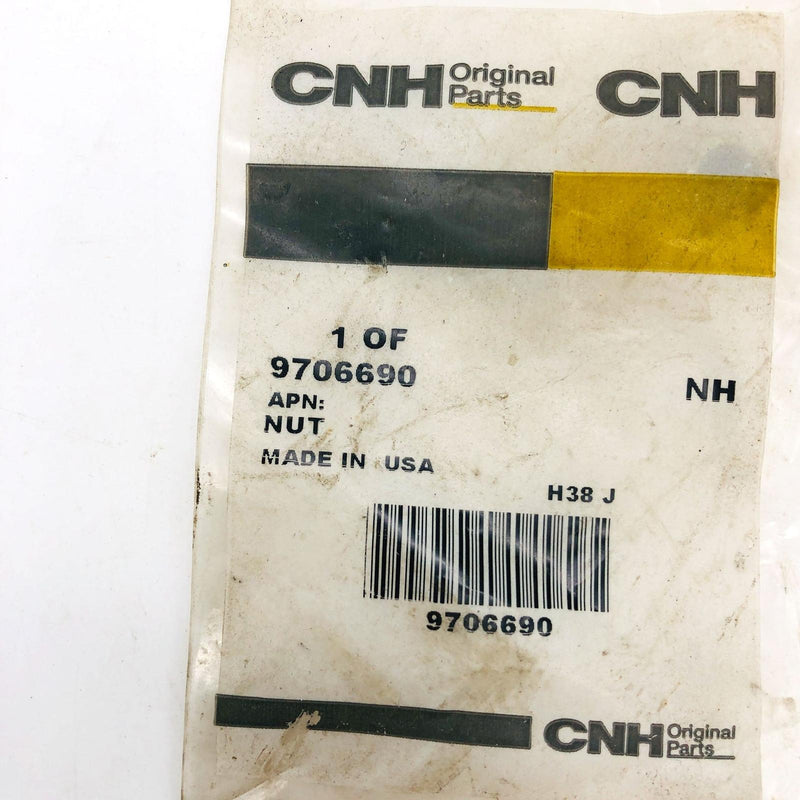 CNH Original Parts CNH
1 OF
9706690 NH
APN:
NUT
MADE IN USA
H38 J
9706690
CNH Original Parts